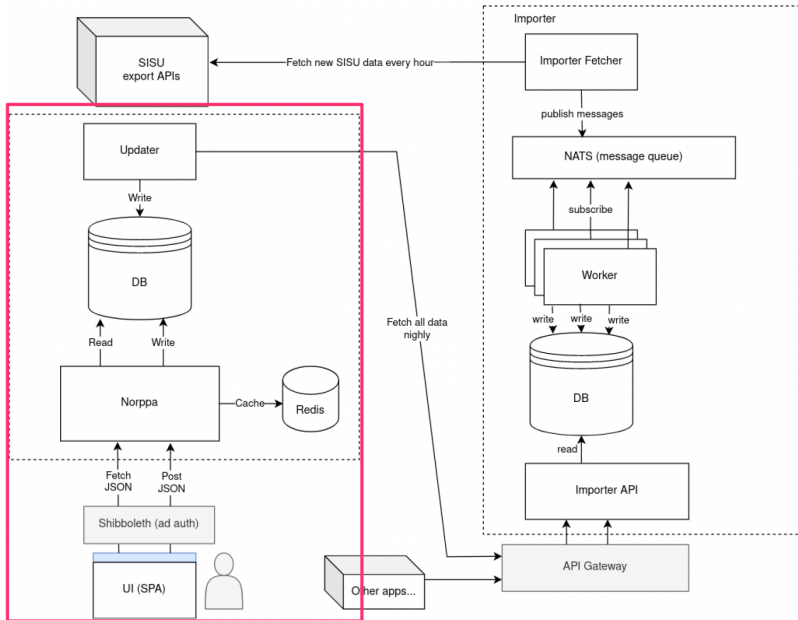 Importer
SISU
export APIs
Fetch new SISU data every hour
Importer Fetcher
publish messages
Updater
NATS (message queue)
Write
subscribe
DB
Worker
Fetch all data
nighly
write
write
write
Read
Write
Norppa
Cache
Redis
DB
read
Fetch
JSON
Post
JSON
Importer API
Shibboleth (ad auth)
API Gateway
UI (SPA)
Other apps...